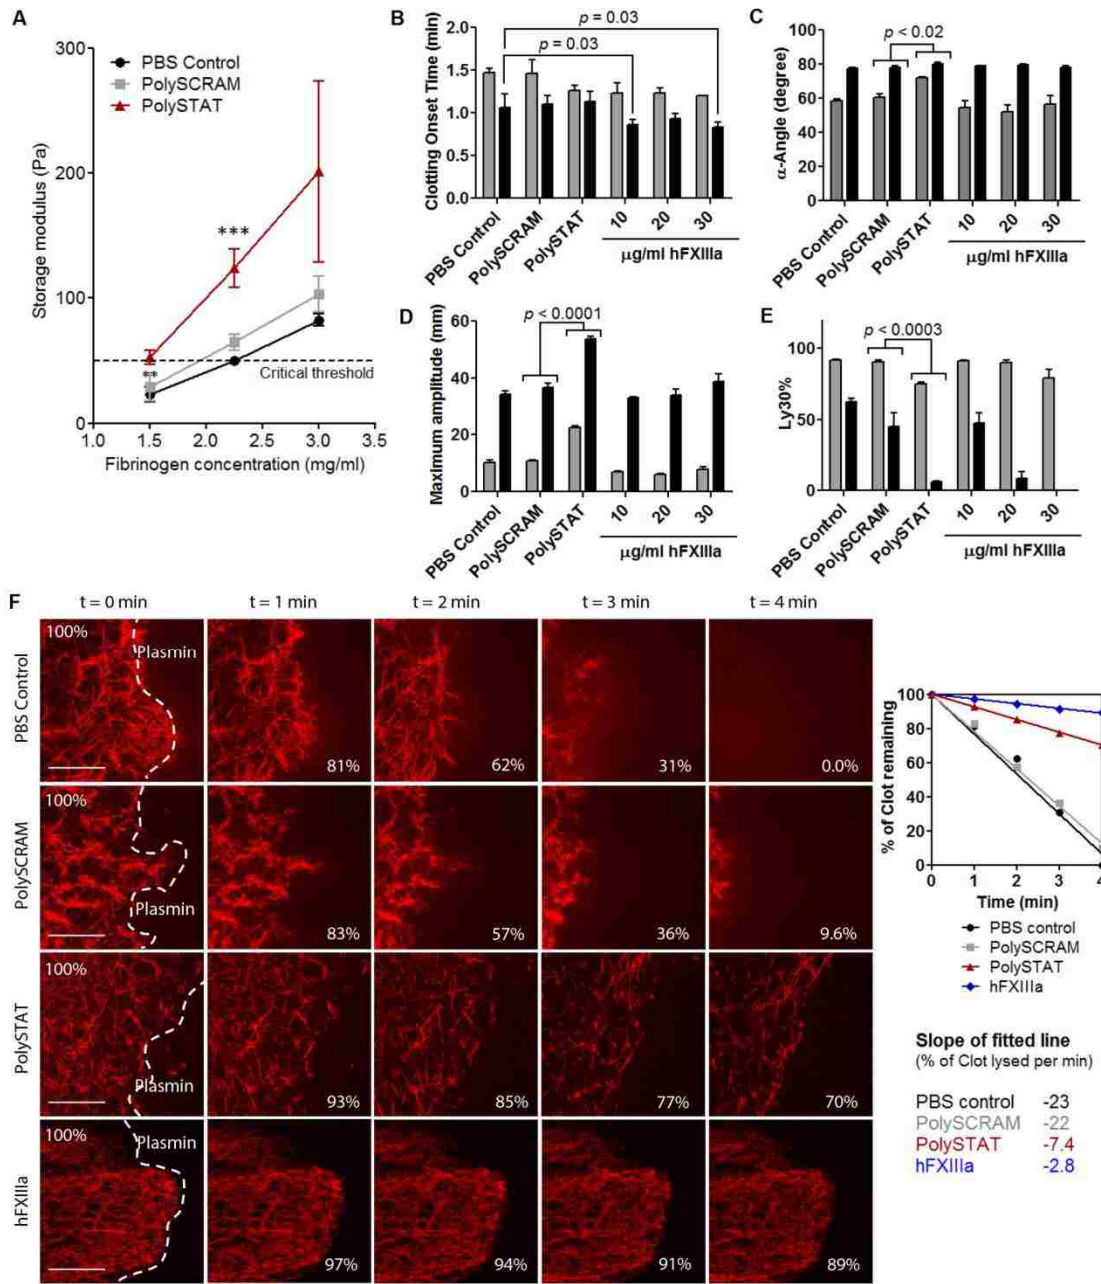 A
300
200
100
0
Storage modulus (Pa)
PBS Control
PolySCRAM
PolySTAT
***
**
Critical threshold
1.0 1.5 2.0 2.5 3.0 3.5
Fibrinogen concentration (mg/ml)
B
Clotting Onset Time (min)
2.0
1.5
1.0
0.5
0.0
p = 0.03
p = 0.03
PBS Control
PolySCRAM
PolySTAT
10
20
30
µg/ml hFXIIIa
C
α-Angle (degree)
100
80
60
40
20
0
p < 0.02
PBS Control
PolySCRAM
PolySTAT
10
20
30
µg/ml hFXIIIa
D
Maximum amplitude (mm)
60
40
20
0
p < 0.0001
PBS Control
PolySCRAM
PolySTAT
10
20
30
µg/ml hFXIIIa
E
Ly30%
100
50
0
p < 0.0003
PBS Control
PolySCRAM
PolySTAT
10
20
30
µg/ml hFXIIIa
F
t = 0 min t = 1 min t = 2 min t = 3 min t = 4 min
PBS Control
100%
Plasmin
81% 62% 31% 0.0%
PolySCRAM
100%
Plasmin
83% 57% 36% 9.6%
PolySTAT
100%
Plasmin
93% 85% 77% 70%
hFXIIIa
100%
Plasmin
97% 94% 91% 89%
% of Clot remaining
100
80
60
40
20
0
0 1 2 3 4
Time (min)
PBS control
PolySCRAM
PolySTAT
hFXIIIa
Slope of fitted line
(% of Clot lysed per min)
PBS control -23
PolySCRAM -22
PolySTAT -7.4
hFXIIIa -2.8